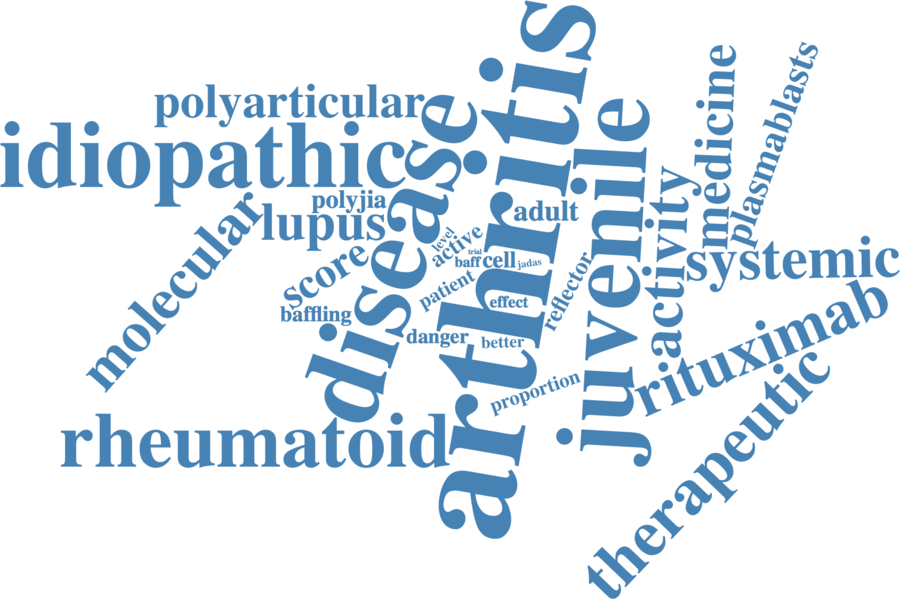 arthritis
polyarticular
idiopathic
disease
juvenile
medicine
plasmablasts
polyjia
lupus
adult
activity
molecular
score
level
active
trial
baff
cell
jadas
systemic
patient
reflector
baffling
effect
rituximab
danger
better
proportion
therapeutic
rheumatoid